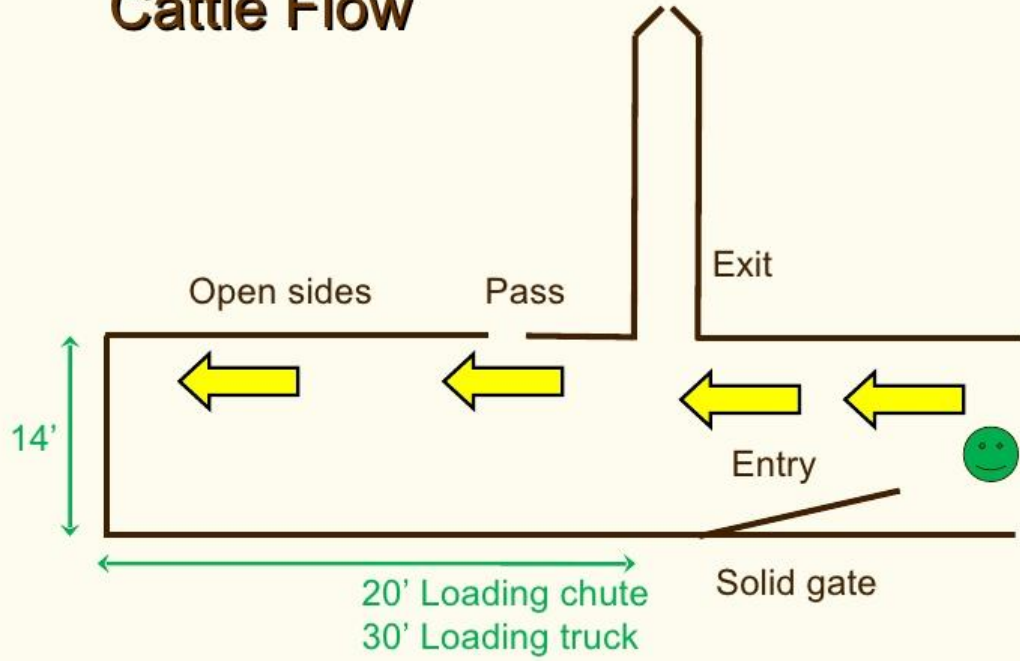 Cattle Flow
Exit
Open sides
Pass
14’
Entry
20’ Loading chute
30’ Loading truck
Solid gate